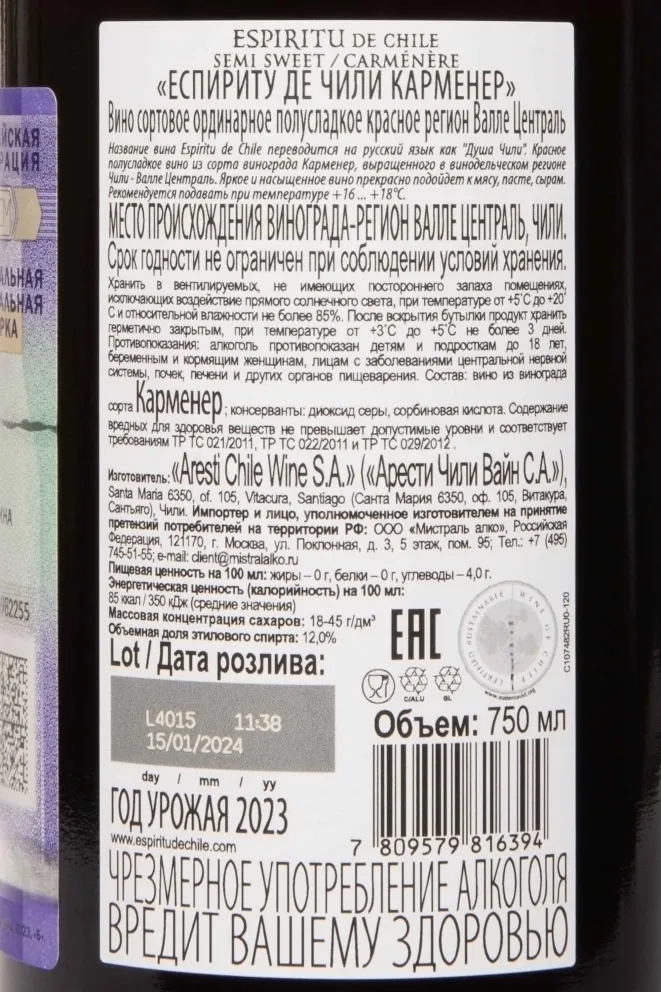 ESPIRITU DE CHILE
SEMI SWEET / CARMÉNÈRE
«ЕСПИРИТУ ДЕ ЧИЛИ КАРМЕНЕР»
Вино сортовое ординарное полусладкое красное регион Валле Централь
Название вина Espiritu de Chile переводится на русский язык как "Душа Чили". Красное
полусладкое вино из сорта винограда Карменер, выращенного в винодельческом регионе
Чили - Валле Централь. Яркое и насыщенное вино прекрасно подойдет к мясу, пасте, сырам.
Рекомендуется подавать при температуре +16 ... +18°C.
МЕСТО ПРОИСХОЖДЕНИЯ ВИНОГРАДА-РЕГИОН ВАЛЛЕ ЦЕНТРАЛЬ, ЧИЛИ.
Срок годности не ограничен при соблюдении условий хранения.
Хранить в вентилируемых, не имеющих постороннего запаха помещениях,
исключающих воздействие прямого солнечного света, при температуре от +5°C до +20°
С и относительной влажности не более 85%. После вскрытия бутылки продукт хранить
герметично закрытым, при температуре от +3°C до +5°C не более 3 дней.
Противопоказания: алкоголь противопоказан детям и подросткам до 18 лет,
беременным и кормящим женщинам, лицам с заболеваниями центральной нервной
системы, почек, печени и других органов пищеварения. Состав: вино из винограда
сорта Карменер; консерванты: диоксид серы, сорбиновая кислота. Содержание
вредных для здоровья веществ не превышает допустимые уровни и соответствует
требованиям ТР ТС 021/2011, ТР ТС 022/2011 и ТР ТС 029/2012.
Изготовитель: «Aresti Chile Wine S.A.» («Арести Чили Вайн С.А.»),
Santa Maria 6350, of. 105, Vitacura, Santiago (Санта Мария 6350, оф. 105, Витакура,
Сантьяго), Чили. Импортер и лицо, уполномоченное изготовителем на принятие
претензий потребителей на территории РФ: ООО «Мистраль алко», Российская
Федерация, 121170, г. Москва, ул. Поклонная, д. 3, 5 этаж, пом. 95; Тел.: +7 (495)
745-51-55; e-mail: client@mistralalko.ru
Пищевая ценность на 100 мл: жиры – 0 г, белки – 0 г, углеводы – 4,0 г.
Энергетическая ценность (калорийность) на 100 мл:
85 ккал / 350 кДж (средние значения)
Массовая концентрация сахаров: 18-45 г/дм³
Объемная доля этилового спирта: 12,0%
EAC
CERTIFIED SUSTAINABLE WINE OF CHILE
C107482RU0-120
C/ALU
GL
Lot / Дата розлива:
L4015 11:38
15/01/2024
day / mm / yy
Объем: 750 мл
ГОД УРОЖАЯ 2023
www.espiritudechile.com
7 809579 816394
ЧРЕЗМЕРНОЕ УПОТРЕБЛЕНИЕ АЛКОГОЛЯ
ВРЕДИТ ВАШЕМУ ЗДОРОВЬЮ